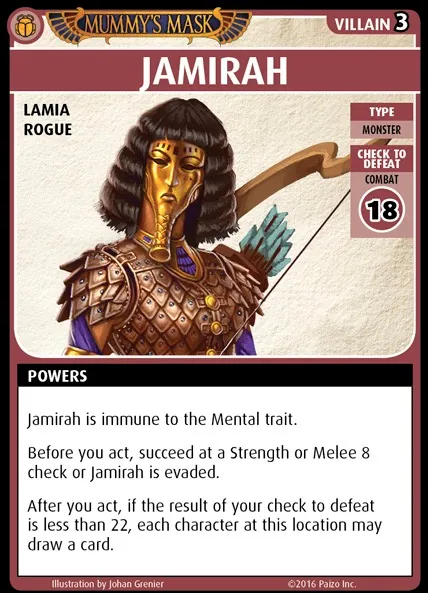 MUMMY'S MASK
VILLAIN 3
JAMIRAH
LAMIA
ROGUE
TYPE
MONSTER
CHECK TO
DEFEAT
COMBAT
18
POWERS
Jamirah is immune to the Mental trait.
Before you act, succeed at a Strength or Melee 8
check or Jamirah is evaded.
After you act, if the result of your check to defeat
is less than 22, each character at this location may
draw a card.
Illustration by Johan Grenier
©2016 Paizo Inc.